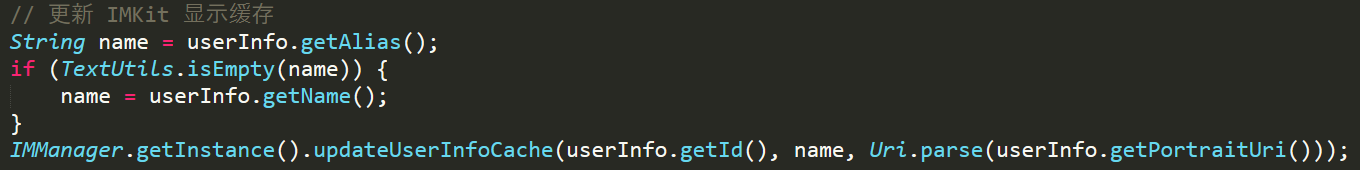 // 更新 IMKit 显示缓存
String name = userInfo.getAlias();
if (TextUtils.isEmpty(name)) {
    name = userInfo.getName();
}
IMManager.getInstance().updateUserInfoCache(userInfo.getId(), name, Uri.parse(userInfo.getPortraitUri()));